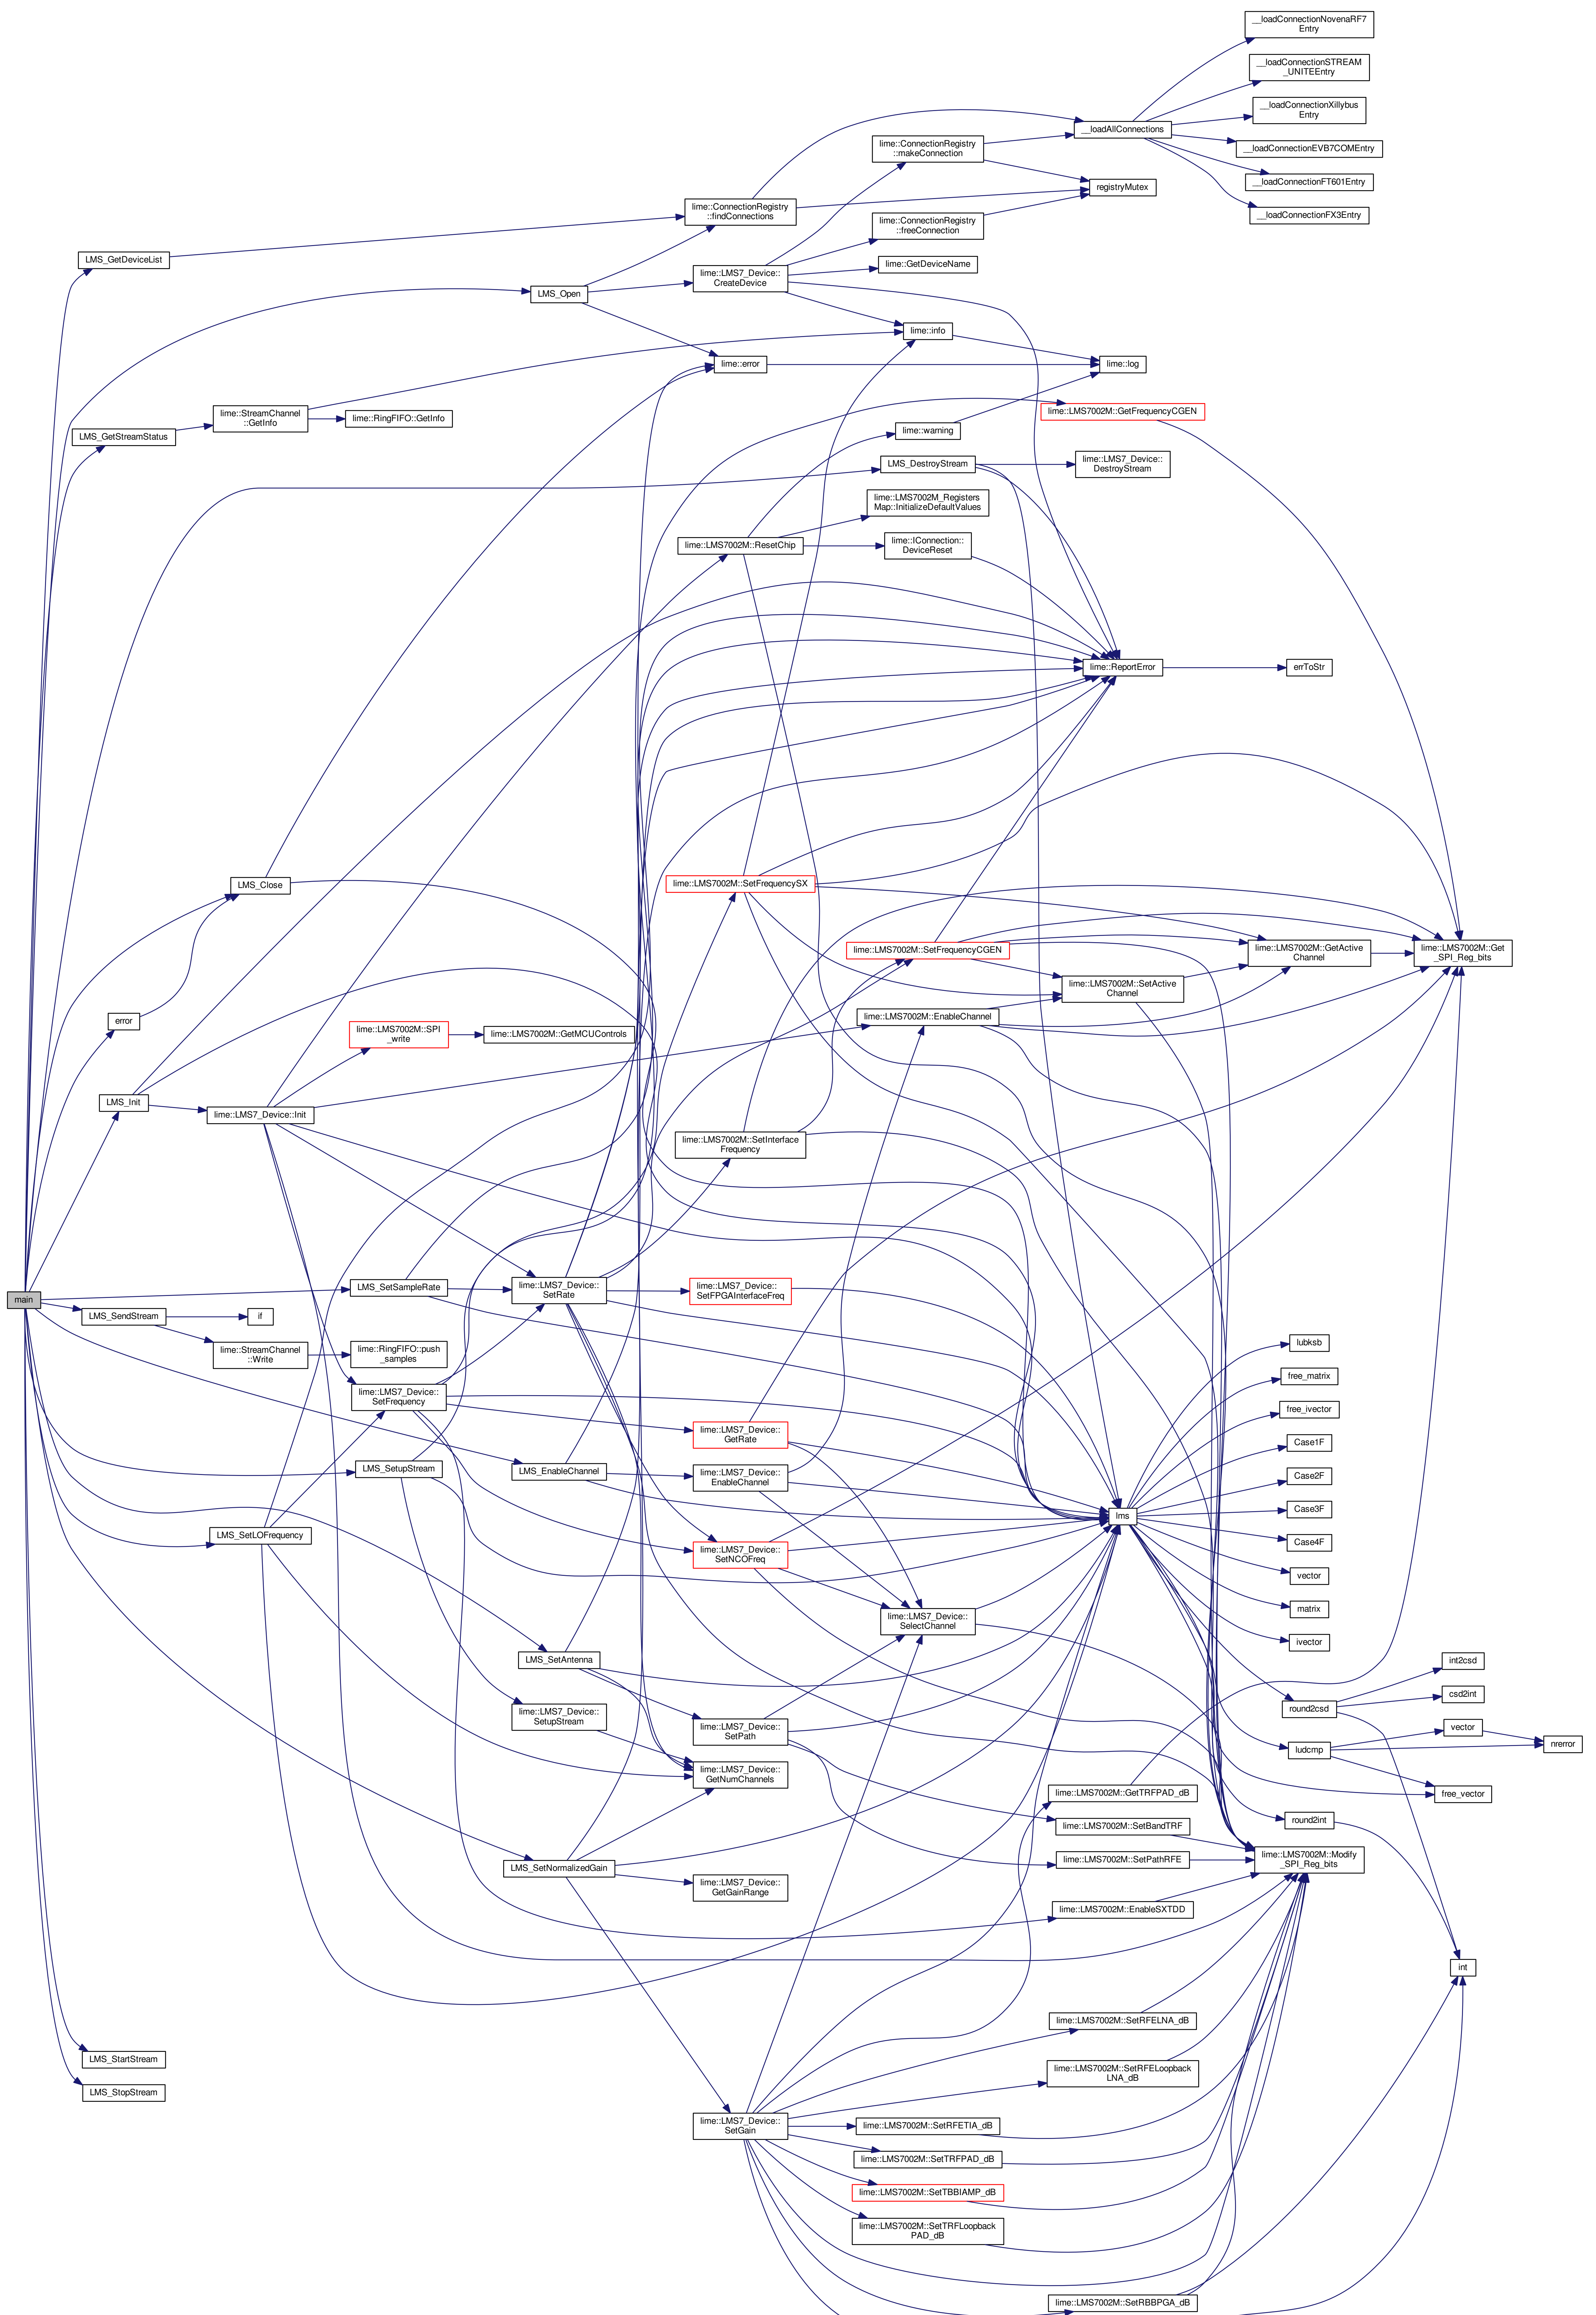 __loadConnectionNovenaRF7
Entry
__loadConnectionSTREAM
_UNITEEntry
__loadConnectionXillybus
Entry
__loadAllConnections
__loadConnectionEVB7COMEntry
lime::ConnectionRegistry
::makeConnection
__loadConnectionFT601Entry
registryMutex
__loadConnectionFX3Entry
lime::ConnectionRegistry
::findConnections
lime::ConnectionRegistry
::freeConnection
LMS_GetDeviceList
lime::GetDeviceName
lime::LMS7_Device::
CreateDevice
LMS_Open
lime::info
lime::error
lime::log
lime::LMS7002M::GetFrequencyCGEN
lime::StreamChannel
::GetInfo
lime::RingFIFO::GetInfo
lime::warning
LMS_GetStreamStatus
LMS_DestroyStream
lime::LMS7_Device::
DestroyStream
lime::LMS7002M_Registers
Map::InitializeDefaultValues
lime::LMS7002M::ResetChip
lime::IConnection::
DeviceReset
lime::ReportError
errToStr
LMS_Close
lime::LMS7002M::SetFrequencySX
lime::LMS7002M::SetFrequencyCGEN
lime::LMS7002M::GetActive
Channel
lime::LMS7002M::Get
_SPI_Reg_bits
lime::LMS7002M::SetActive
Channel
error
lime::LMS7002M::EnableChannel
lime::LMS7002M::SPI
_write
lime::LMS7002M::GetMCUControls
LMS_Init
lime::LMS7_Device::Init
lime::LMS7002M::SetInterface
Frequency
main
LMS_SetSampleRate
lime::LMS7_Device::
SetRate
lime::LMS7_Device::
SetFPGAInterfaceFreq
LMS_SendStream
if
lime::StreamChannel
::Write
lime::RingFIFO::push
_samples
lubksb
free_matrix
lime::LMS7_Device::
SetFrequency
free_ivector
lime::LMS7_Device::
GetRate
Case1F
LMS_SetupStream
LMS_EnableChannel
lime::LMS7_Device::
EnableChannel
Case2F
Case3F
lms
LMS_SetLOFrequency
Case4F
lime::LMS7_Device::
SetNCOFreq
vector
matrix
lime::LMS7_Device::
SelectChannel
ivector
LMS_SetAntenna
int2csd
csd2int
round2csd
lime::LMS7_Device::
SetupStream
lime::LMS7_Device::
SetPath
vector
nrerror
ludcmp
lime::LMS7_Device::
GetNumChannels
lime::LMS7002M::GetTRFPAD_dB
free_vector
round2int
lime::LMS7002M::SetBandTRF
lime::LMS7002M::SetPathRFE
lime::LMS7002M::Modify
_SPI_Reg_bits
LMS_SetNormalizedGain
lime::LMS7_Device::
GetGainRange
lime::LMS7002M::EnableSXTDD
int
lime::LMS7002M::SetRFELNA_dB
LMS_StartStream
lime::LMS7002M::SetRFELoopback
LNA_dB
LMS_StopStream
lime::LMS7_Device::
SetGain
lime::LMS7002M::SetRFETIA_dB
lime::LMS7002M::SetTRFPAD_dB
lime::LMS7002M::SetTBBIAMP_dB
lime::LMS7002M::SetTRFLoopback
PAD_dB
lime::LMS7002M::SetRBBPGA_dB